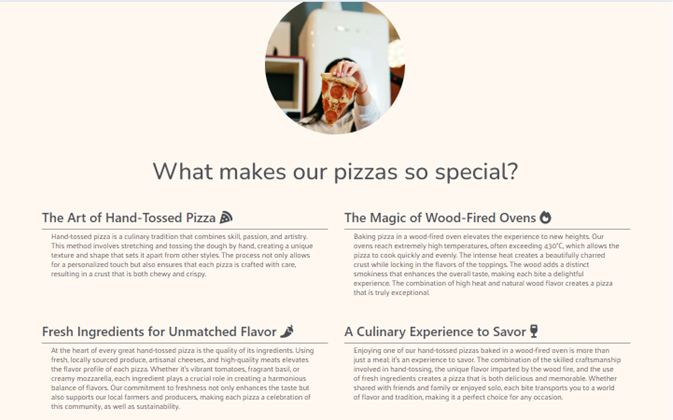 What makes our pizzas so special?
The Art of Hand-Tossed Pizza
Hand-tossed pizza is a culinary tradition that combines skill, passion, and artistry.
This method involves stretching and tossing the dough by hand, creating a unique
texture and shape that sets it apart from other styles. The process not only allows
for a personalized touch but also ensures that each pizza is crafted with care,
resulting in a crust that is both chewy and crispy.
The Magic of Wood-Fired Ovens
Baking pizza in a wood-fired oven elevates the experience to new heights. Our
ovens reach extremely high temperatures, often exceeding 430°C, which allows the
pizza to cook quickly and evenly. The intense heat creates a beautifully charred
crust while locking in the flavors of the toppings. The wood adds a distinct
smokiness that enhances the overall taste, making each bite a delightful
experience. The combination of high heat and natural wood flavor creates a pizza
that is truly exceptional.
Fresh Ingredients for Unmatched Flavor
At the heart of every great hand-tossed pizza is the quality of its ingredients. Using
fresh, locally sourced produce, artisanal cheeses, and high-quality meats elevates
the flavor profile of each pizza. Whether it's vibrant tomatoes, fragrant basil, or
creamy mozzarella, each ingredient plays a crucial role in creating a harmonious
balance of flavors. Our commitment to freshness not only enhances the taste but
also supports our local farmers and producers, making each pizza a celebration of
this community, as well as sustainability.
A Culinary Experience to Savor
Enjoying one of our hand-tossed pizzas baked in a wood-fired oven is more than
just a meal; it's an experience to savor. The combination of the skilled craftsmanship
involved in hand-tossing, the unique flavor imparted by the wood fire, and the use
of fresh ingredients creates a pizza that is both delicious and memorable. Whether
shared with friends and family or enjoyed solo, each bite transports you to a world
of flavor and tradition, making it a perfect choice for any occasion.